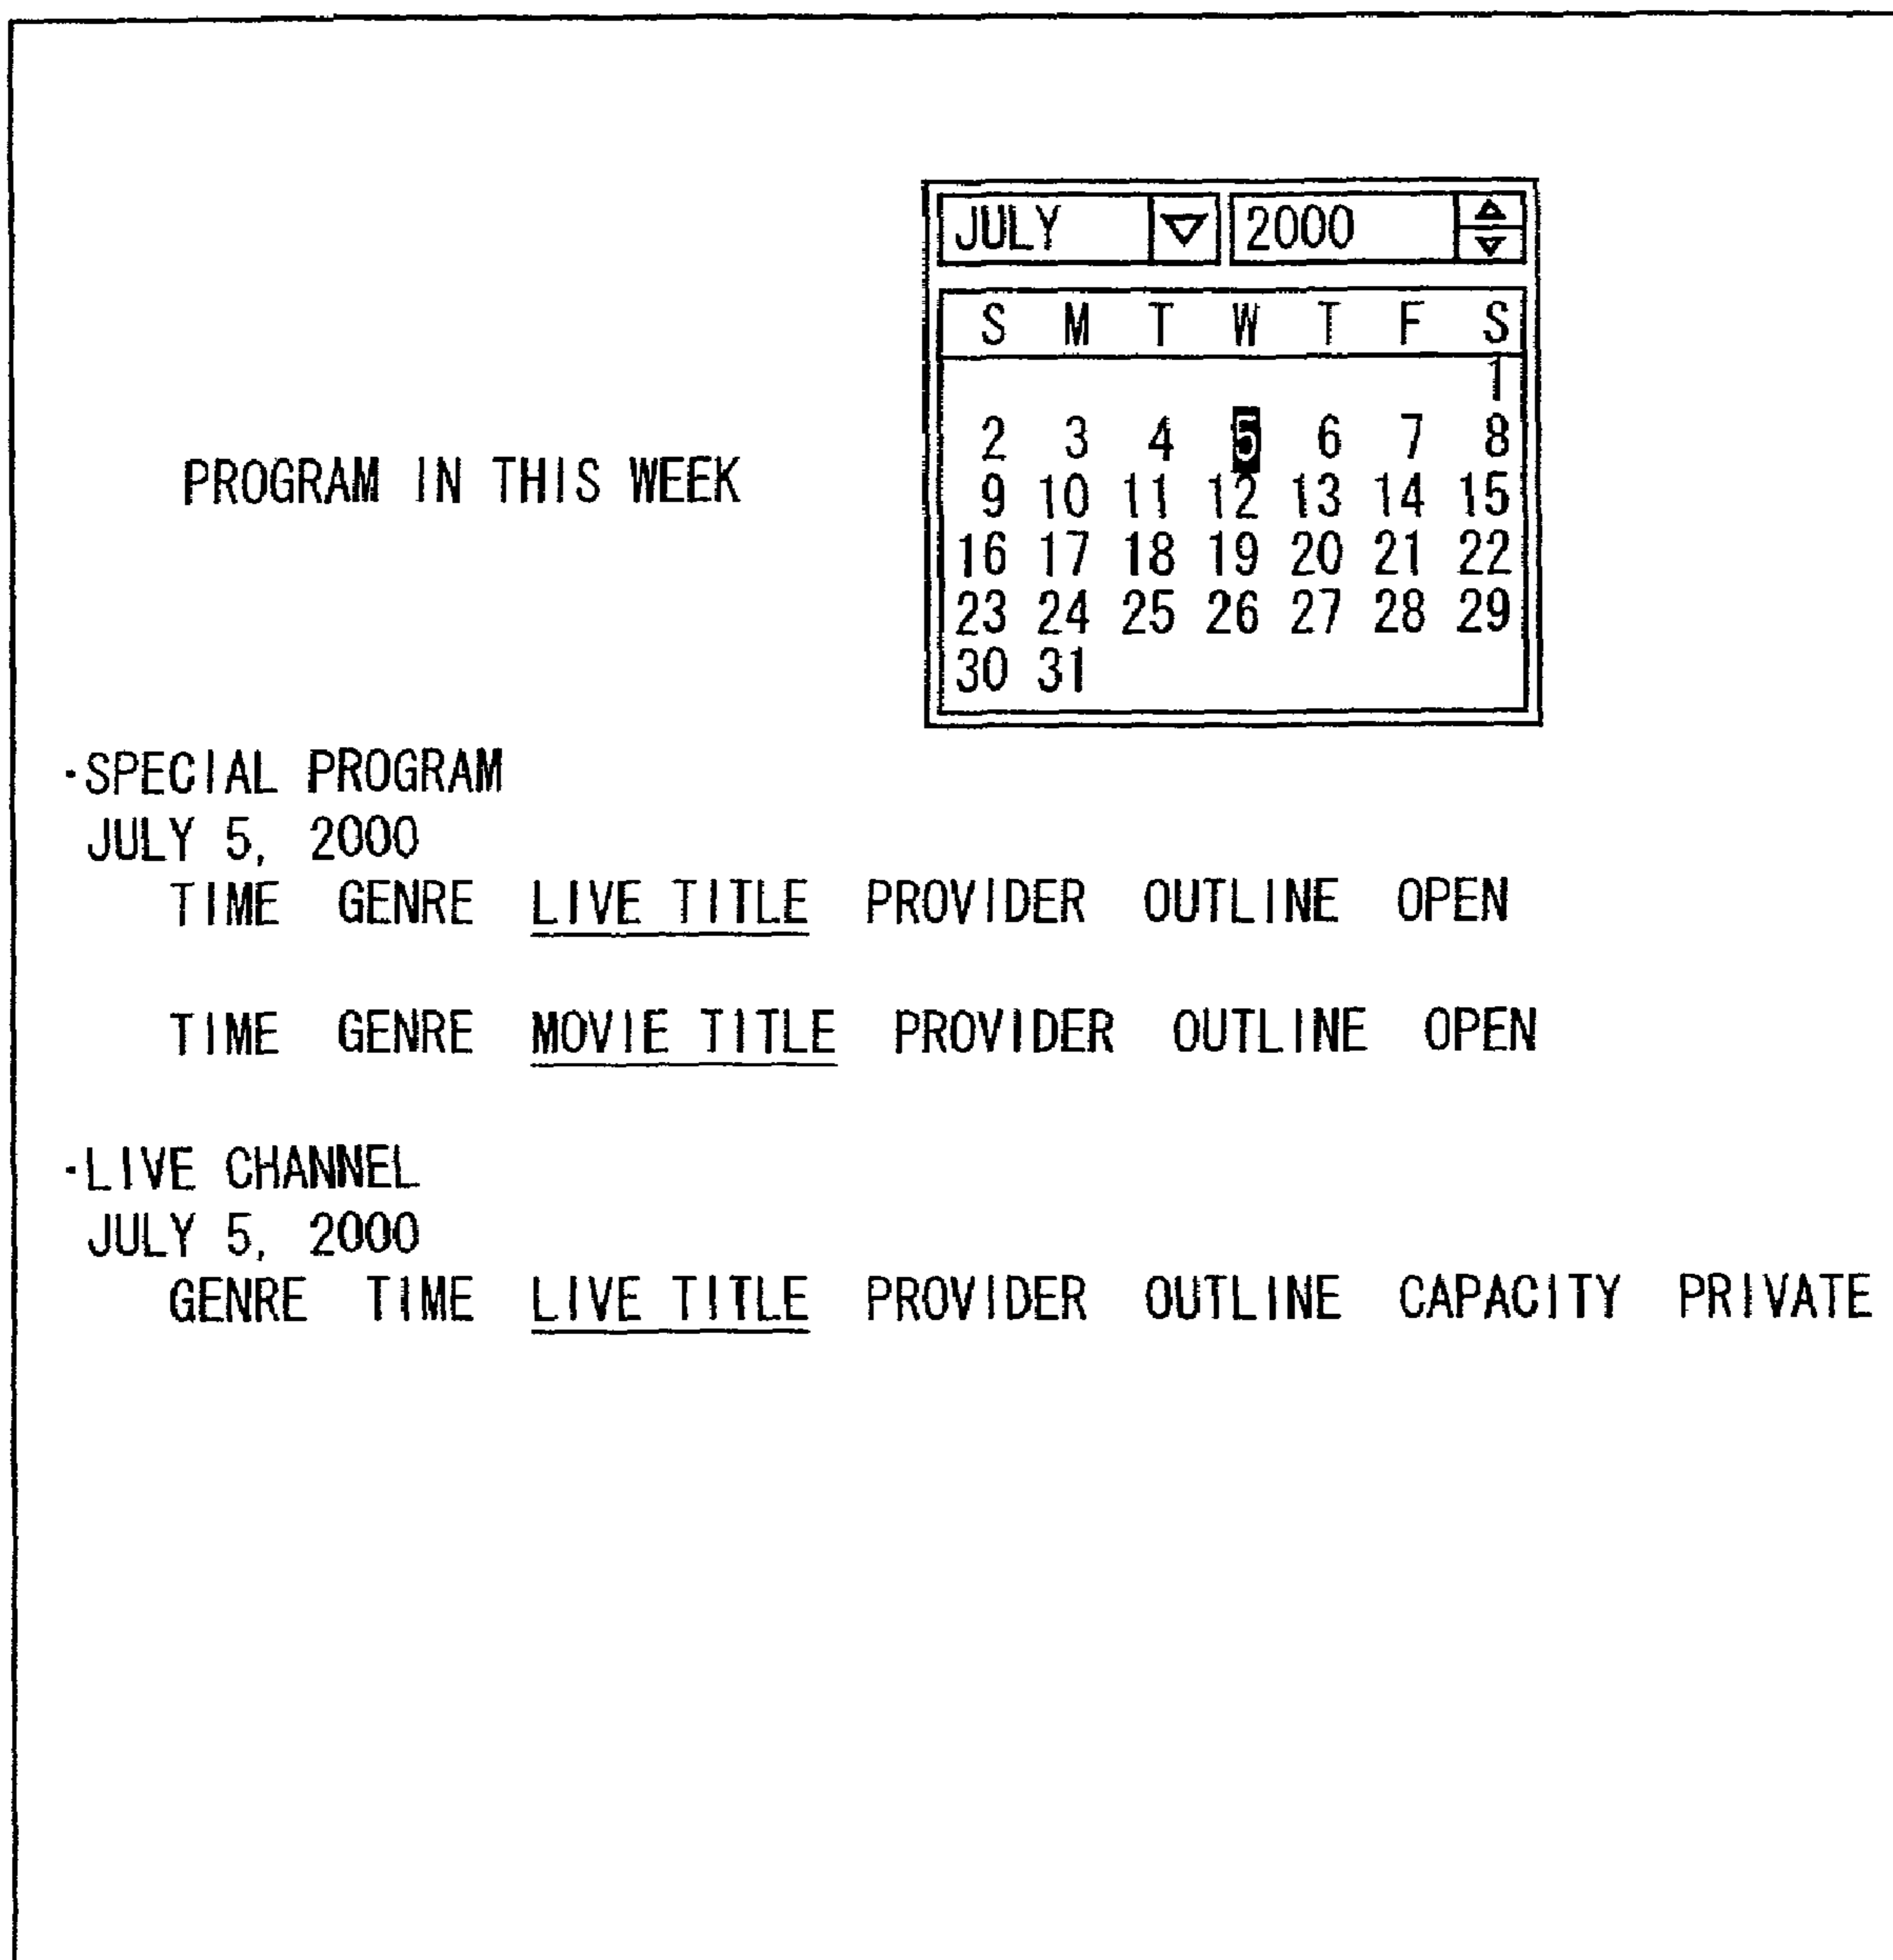 JULY 2000
S M T W T F S
1
2 3 4 5 6 7 8
PROGRAM IN THIS WEEK
9 10 11 12 13 14 15
16 17 18 19 20 21 22
23 24 25 26 27 28 29
30 31
·SPECIAL PROGRAM
JULY 5, 2000
TIME GENRE LIVE TITLE PROVIDER OUTLINE OPEN
TIME GENRE MOVIE TITLE PROVIDER OUTLINE OPEN
·LIVE CHANNEL
JULY 5, 2000
GENRE TIME LIVE TITLE PROVIDER OUTLINE CAPACITY PRIVATE